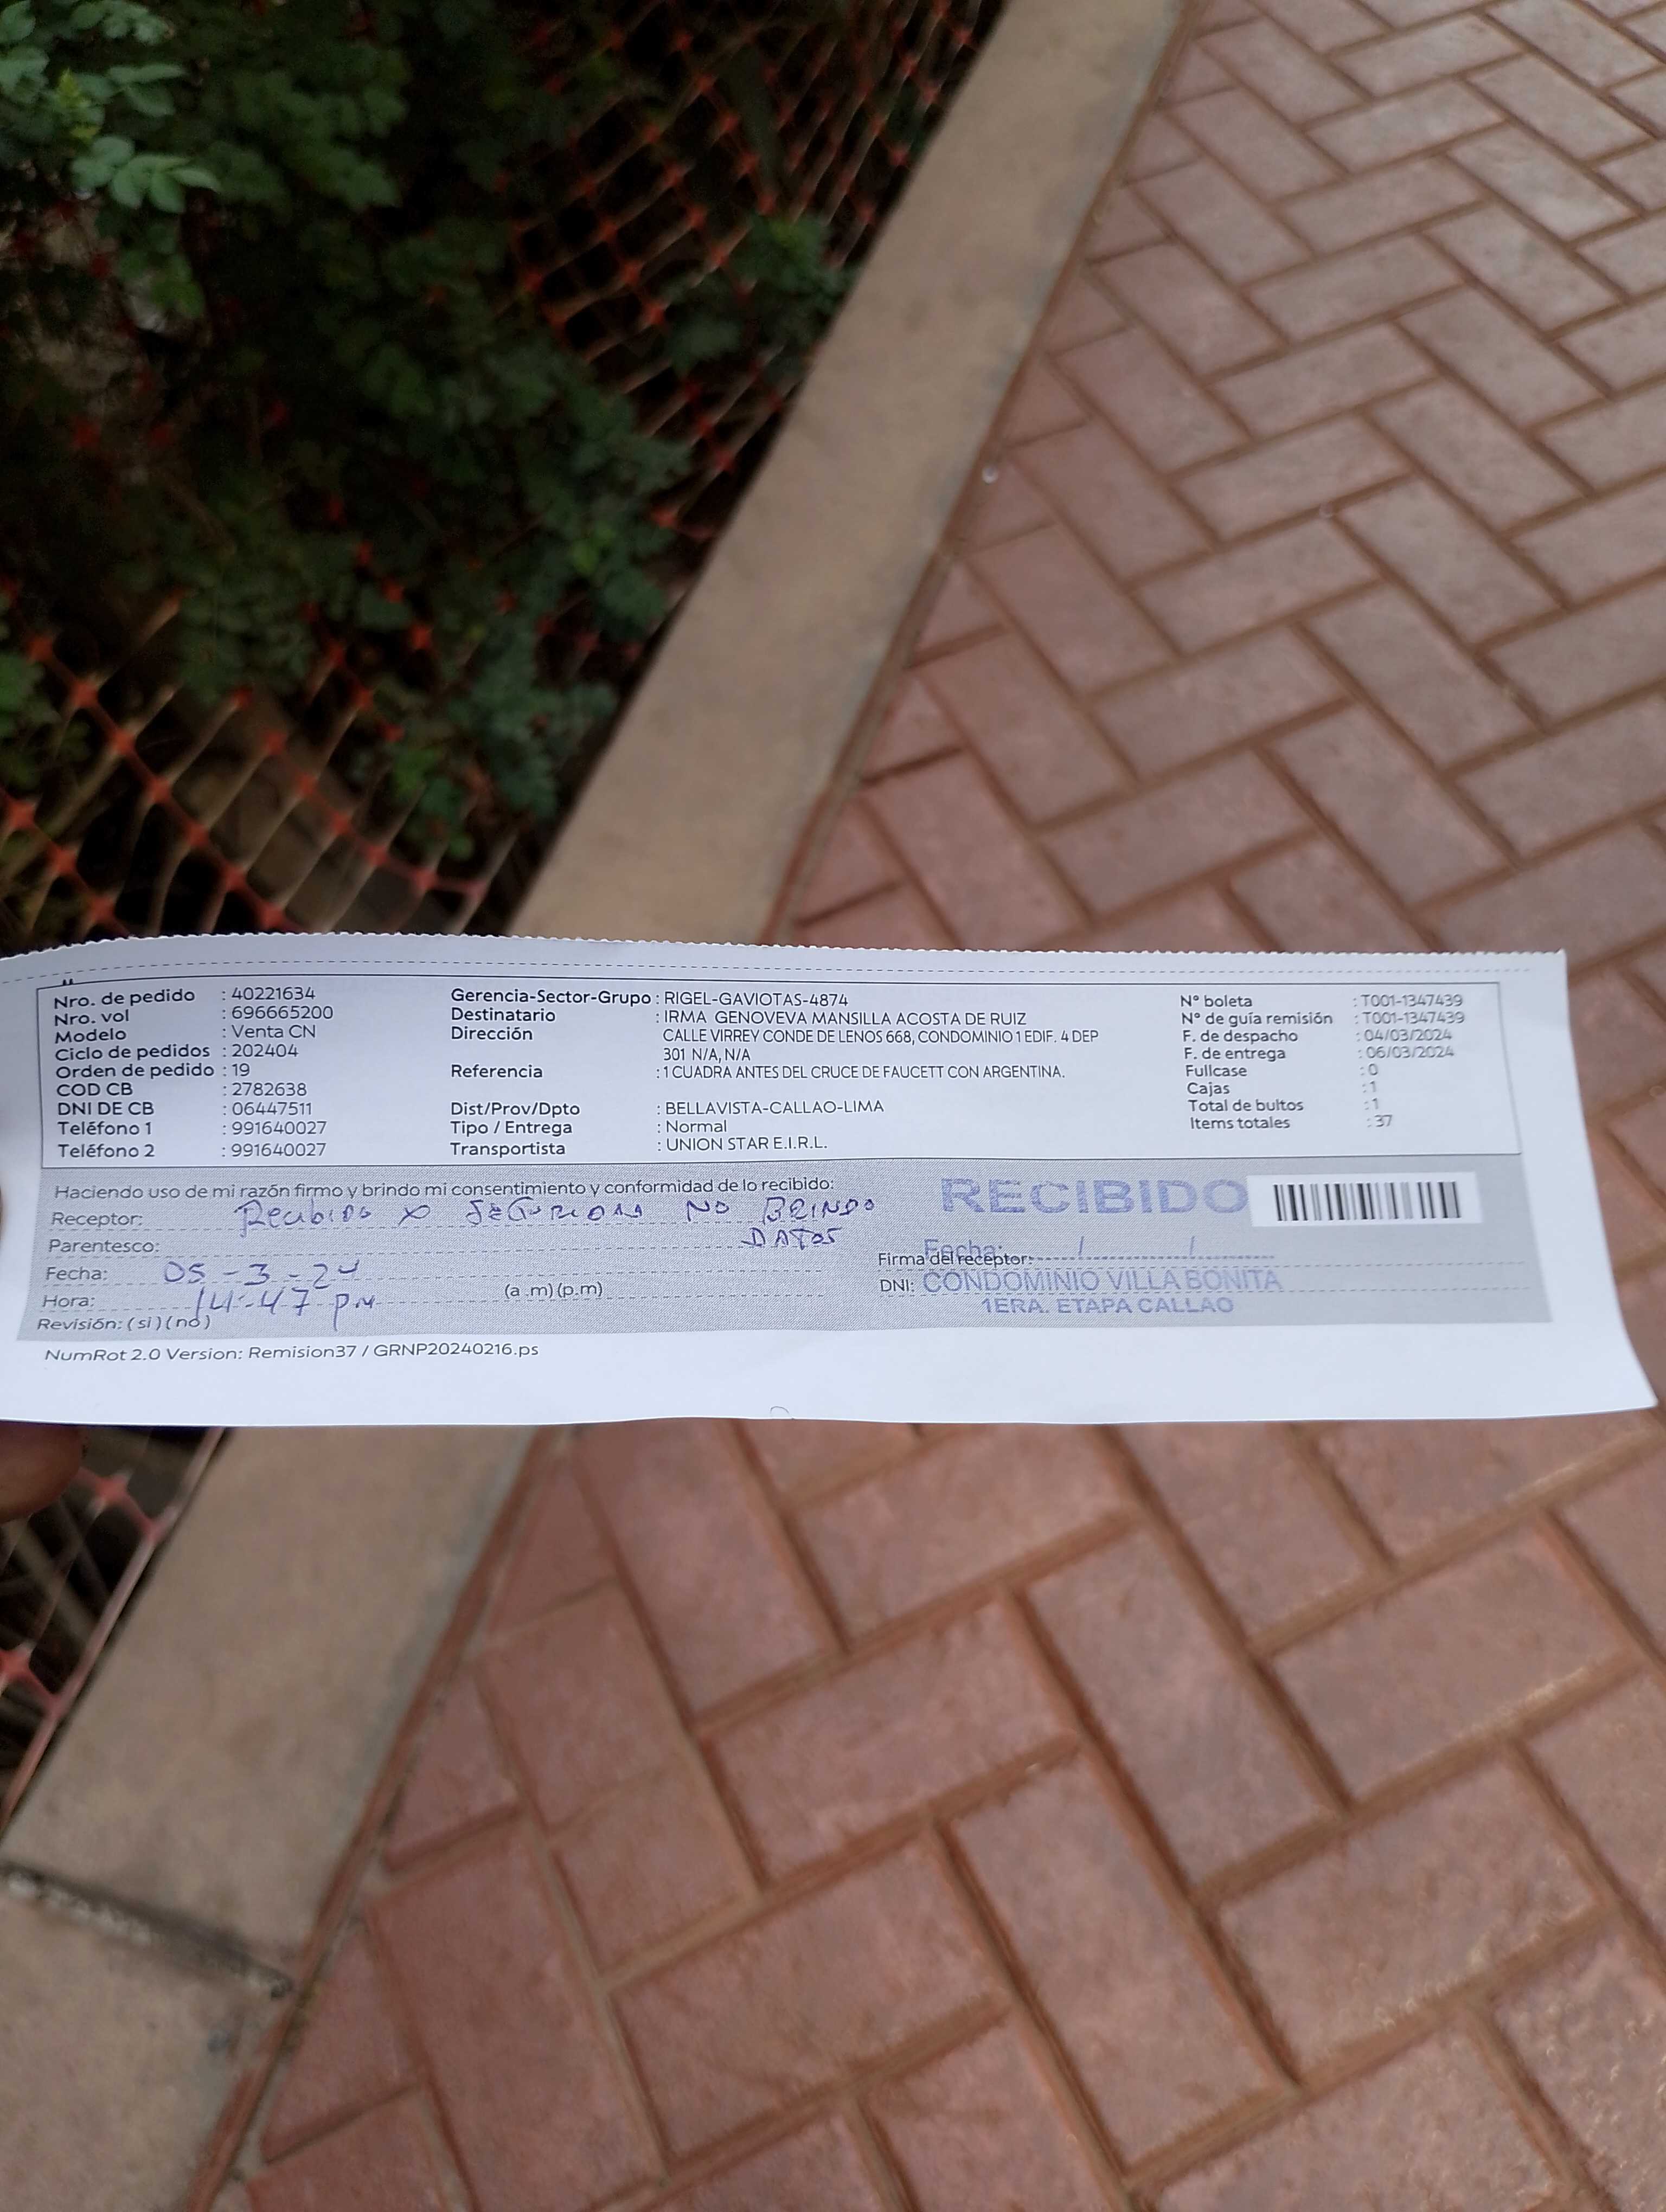 Nro. de pedido : 40221634
Nro. vol : 696665200
Modelo : Venta CN
Ciclo de pedidos : 202404
Orden de pedido : 19
COD CB : 2782638
DNI DE CB : 06447511
Teléfono 1 : 991640027
Teléfono 2 : 991640027
Gerencia-Sector-Grupo : RIGEL-GAVIOTAS-4874
Destinatario : IRMA GENOVEVA MANSILLA ACOSTA DE RUIZ
Dirección CALLE VIRREY CONDE DE LENOS 668, CONDOMINIO 1 EDIF. 4 DEP
301 N/A, N/A
Referencia : 1 CUADRA ANTES DEL CRUCE DE FAUCETT CON ARGENTINA.
Dist/Prov/Dpto : BELLAVISTA-CALLAO-LIMA
Tipo / Entrega : Normal
Transportista : UNION STAR E.I.R.L.
Nº boleta : T001-1347439
Nº de guía remisión : T001-1347439
F. de despacho : 04/03/2024
F. de entrega : 06/03/2024
Fullcase : 0
Cajas : 1
Total de bultos : 1
Items totales : 37
Haciendo uso de mi razón firmo y brindo mi consentimiento y conformidad de lo recibido:
Receptor: Recibido x SEGURIDAD NO BRINDO
DATOS
Parentesco:
Fecha: 05-3-24
Hora: 14:47 pm (a.m)(p.m)
Revisión: (si)(no)
RECIBIDO
Fecha: / /
Firma del receptor:
DNI: CONDOMINIO VILLA BONITA
1ERA. ETAPA CALLAO
NumRot 2.0 Version: Remision37 / GRNP20240216.ps